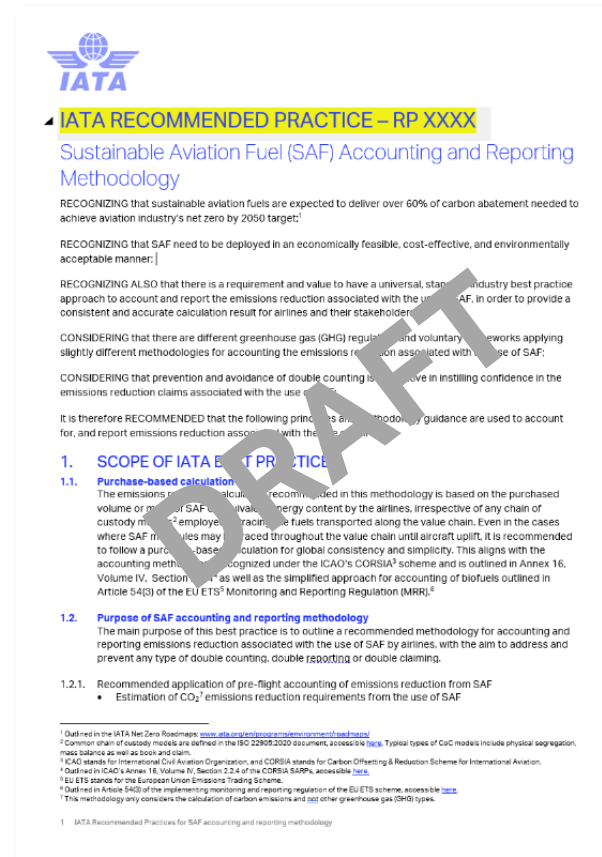 IATA
IATA RECOMMENDED PRACTICE – RP XXXX
Sustainable Aviation Fuel (SAF) Accounting and Reporting
Methodology
RECOGNIZING that sustainable aviation fuels are expected to deliver over 60% of carbon abatement needed to
achieve aviation industry's net zero by 2050 target;¹
RECOGNIZING that SAF need to be deployed in an economically feasible, cost-effective, and environmentally
acceptable manner;
RECOGNIZING ALSO that there is a requirement and value to have a universal, industry best practice
approach to account and report the emissions reduction associated with the in order to provide a
consistent and accurate calculation result for airlines and their
CONSIDERING that there are different greenhouse gas (GHG) and voluntary applying
slightly different methodologies for accounting the emissions associated with of SAF;
CONSIDERING that prevention and avoidance of double counting in instilling confidence in the
emissions reduction claims associated with the use
It is therefore RECOMMENDED that the following guidance are used to account
for, and report emissions reduction with the
1. SCOPE OF IATA
1.1. Purchase-based calculation
The emissions recommended in this methodology is based on the purchased
volume or of SAF energy content by the airlines, irrespective of any chain of
custody ² fuels transported along the value chain. Even in the cases
where SAF may traced throughout the value chain until aircraft uplift, it is recommended
to follow a calculation for global consistency and simplicity. This aligns with the
accounting under the ICAO's CORSIA³ scheme and is outlined in Annex 16,
Volume IV, Section ⁴ as well as the simplified approach for accounting of biofuels outlined in
Article 54(3) of the EU ETS⁵ Monitoring and Reporting Regulation (MRR).⁶
1.2. Purpose of SAF accounting and reporting methodology
The main purpose of this best practice is to outline a recommended methodology for accounting and
reporting emissions reduction associated with the use of SAF by airlines, with the aim to address and
prevent any type of double counting, double reporting or double claiming.
1.2.1. Recommended application of pre-flight accounting of emissions reduction from SAF
• Estimation of CO₂⁷ emissions reduction requirements from the use of SAF
¹ Outlined in the IATA Net Zero Roadmaps; www.iata.org/en/programs/environment/roadmaps/
² Common chain of custody models are defined in the ISO 22905:2020 document, accessible here. Typical types of CoC models include physical segregation,
mass balance as well as book and claim.
³ ICAO stands for International Civil Aviation Organization, and CORSIA stands for Carbon Offsetting & Reduction Scheme for International Aviation.
⁴ Outlined in ICAO's Annex 16, Volume IV, Section 2.2.4 of the CORSIA SARPs, accessible here.
⁵ EU ETS stands for the European Union Emissions Trading Scheme.
⁶ Outlined in Article 54(3) of the implementing monitoring and reporting regulation of the EU ETS scheme, accessible here.
⁷ This methodology only considers the calculation of carbon emissions and not other greenhouse gas (GHG) types.
1 IATA Recommended Practices for SAF accounting and reporting methodology
DRAFT